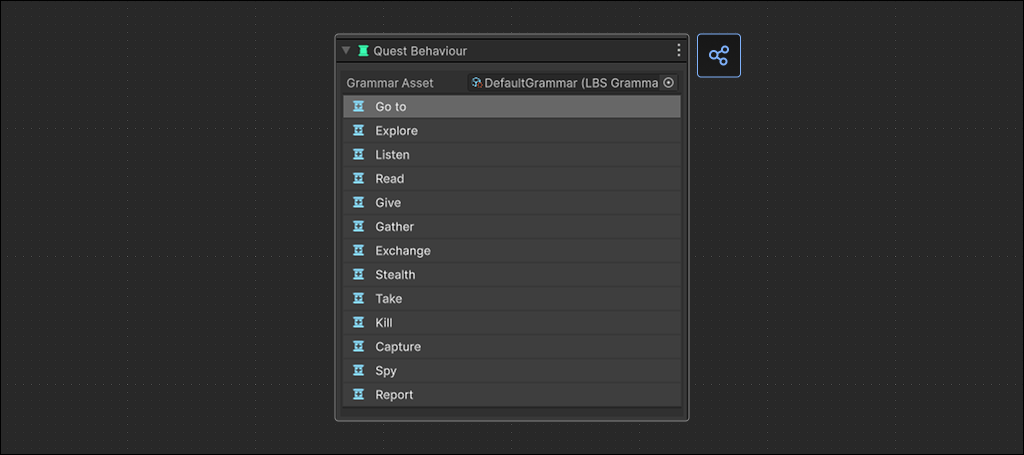 Quest Behaviour
Grammar Asset DefaultGrammar (LBS Gramma
Go to
Explore
Listen
Read
Give
Gather
Exchange
Stealth
Take
Kill
Capture
Spy
Report